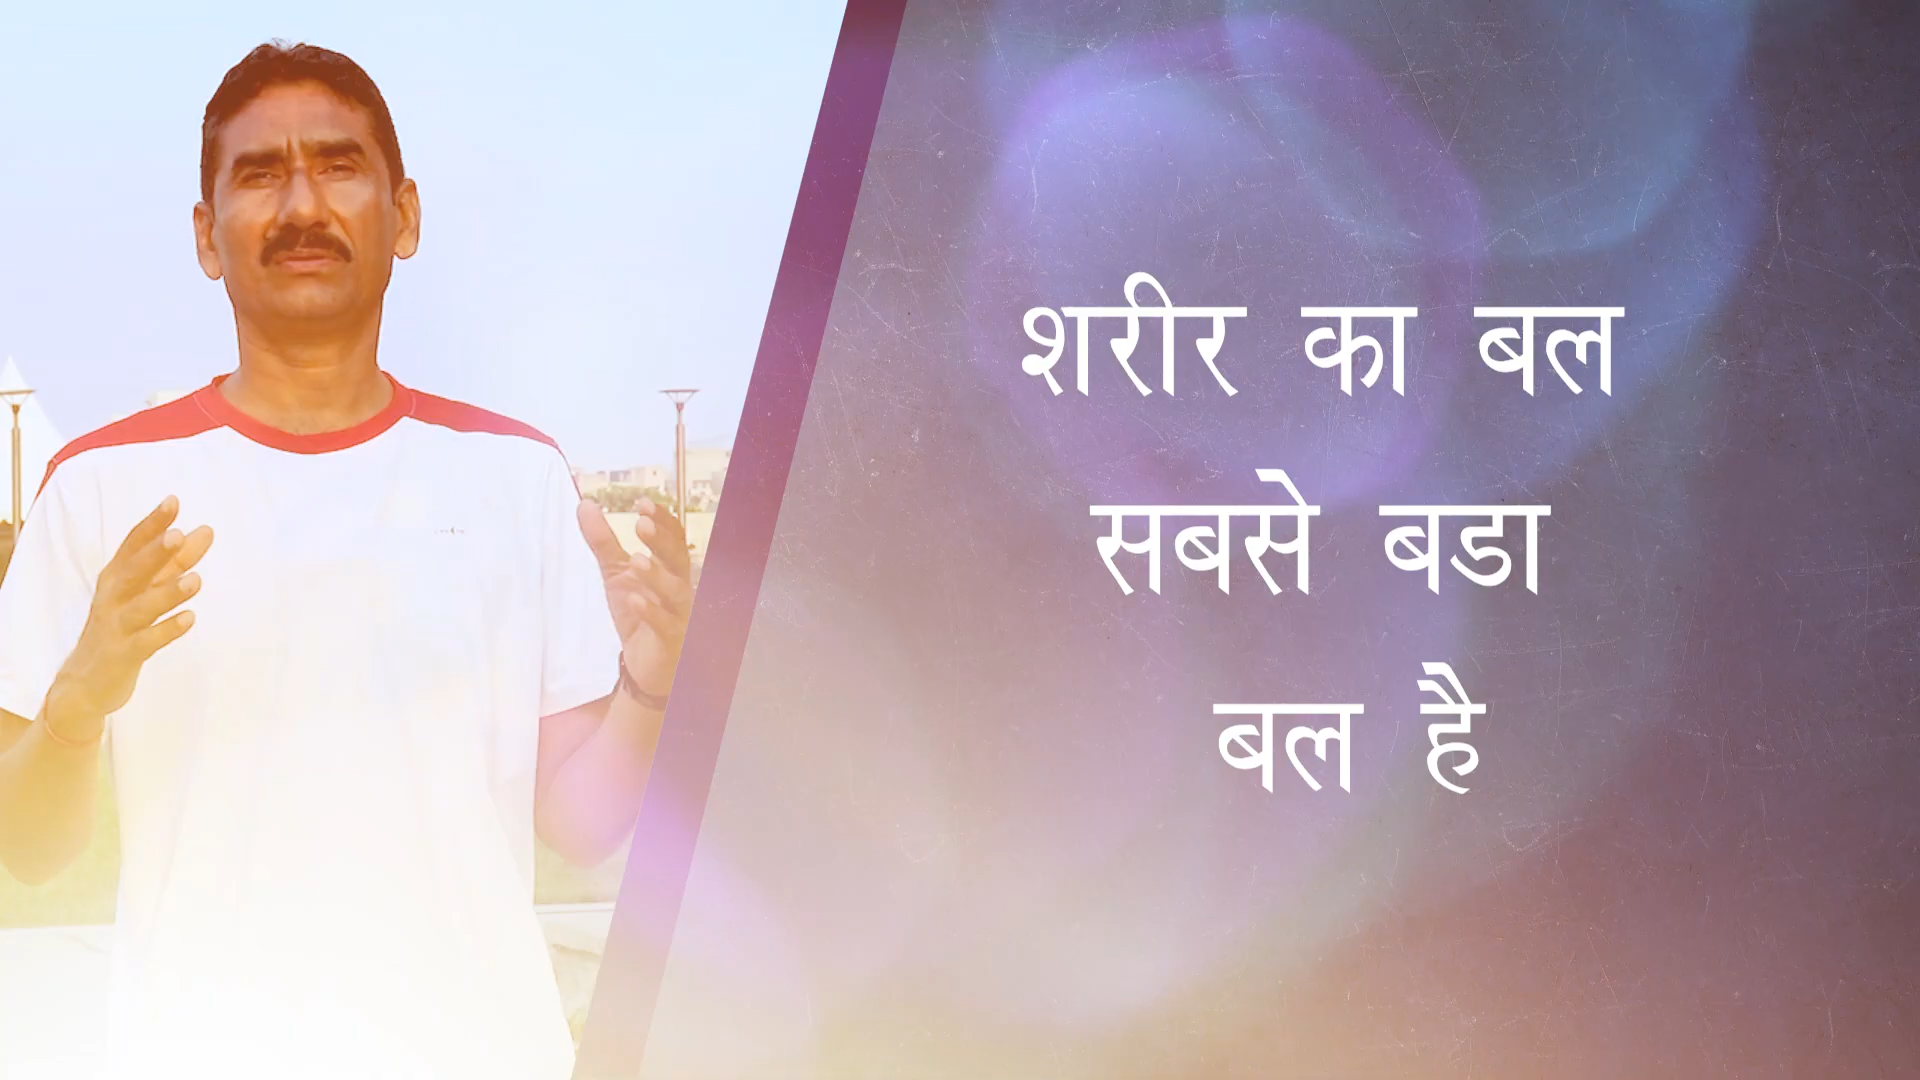 शरीर का बल
सबसे बडा
बल है